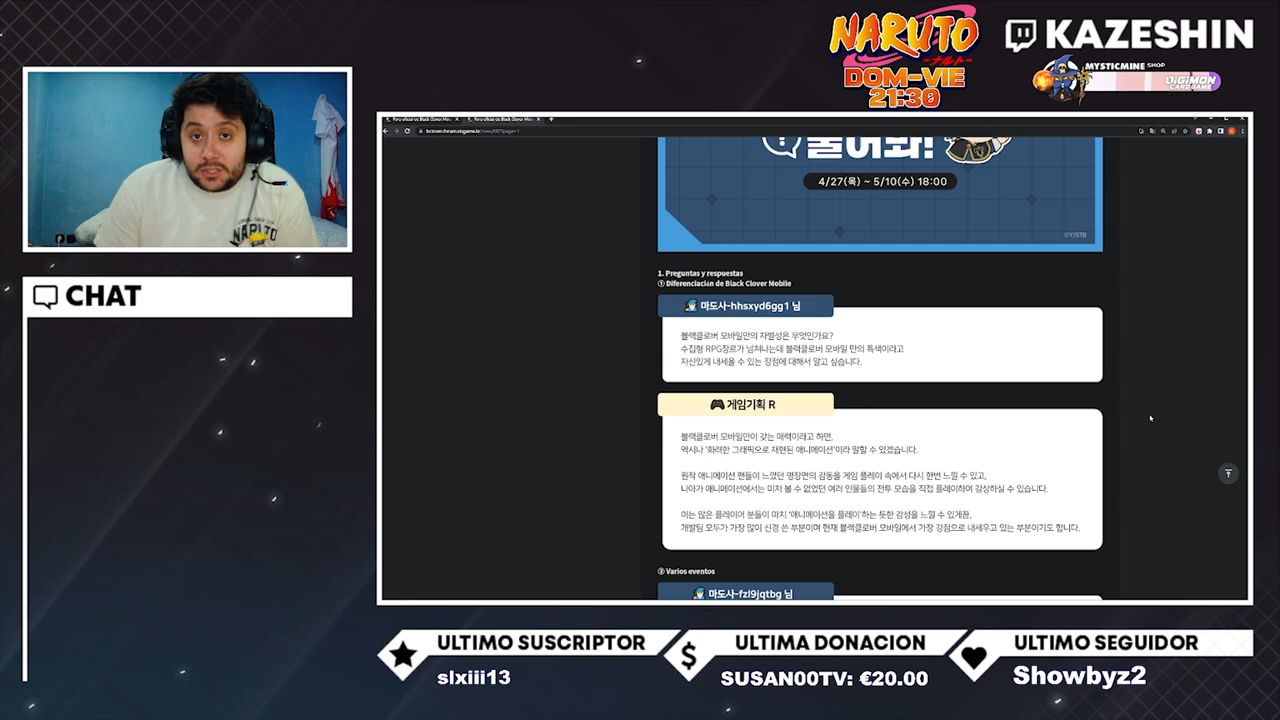 NARUTO
-ナルト-
DOM-VIE
21:30
KAZESHIN
MYSTICMINE SHOP
DIGIMON
CARD GAME
NARUTO
CHAT
물어봐!
4/27(목) ~ 5/10(수) 18:00
©Y/STB
1. Preguntas y respuestas
① Diferenciación de Black Clover Mobile
마도사-hhsxyd6gg1 님
블랙클로버 모바일만의 차별성은 무엇인가요?
수집형 RPG장르가 넘쳐나는데 블랙클로버 모바일 만의 특색이라고
자신있게 내세울 수 있는 장점에 대해서 알고 싶습니다.
게임기획 R
블랙클로버 모바일만이 갖는 매력이라고 하면,
역시나 '화려한 그래픽으로 재현된 애니메이션'이라 말할 수 있겠습니다.
원작 애니메이션 팬들이 느꼈던 명장면의 감동을 게임 플레이 속에서 다시 한번 느낄 수 있고,
나아가 애니메이션에서는 미처 볼 수 없었던 여러 인물들의 전투 모습을 직접 플레이하여 감상하실 수 있습니다.
이는 많은 플레이어 분들이 마치 '애니메이션을 플레이'하는 듯한 감성을 느낄 수 있게끔,
개발팀 모두가 가장 많이 신경 쓴 부분이며 현재 블랙클로버 모바일에서 가장 강점으로 내세우고 있는 부분이기도 합니다.
② Varios eventos
마도사-fzl9jqtbg 님
ULTIMO SUSCRIPTOR
slxiii13
ULTIMA DONACION
SUSAN00TV: €20.00
ULTIMO SEGUIDOR
Showbyz2